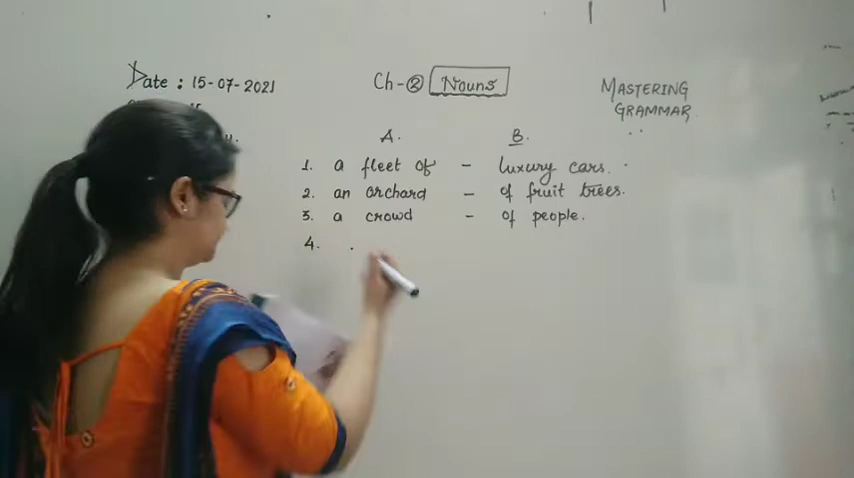 Date : 15-07-2021
Ch-② Nouns
MASTERING
GRAMMAR
A.
B.
1. a fleet of - luxury cars.
2. an orchard - of fruit trees.
3. a crowd - of people.
4.